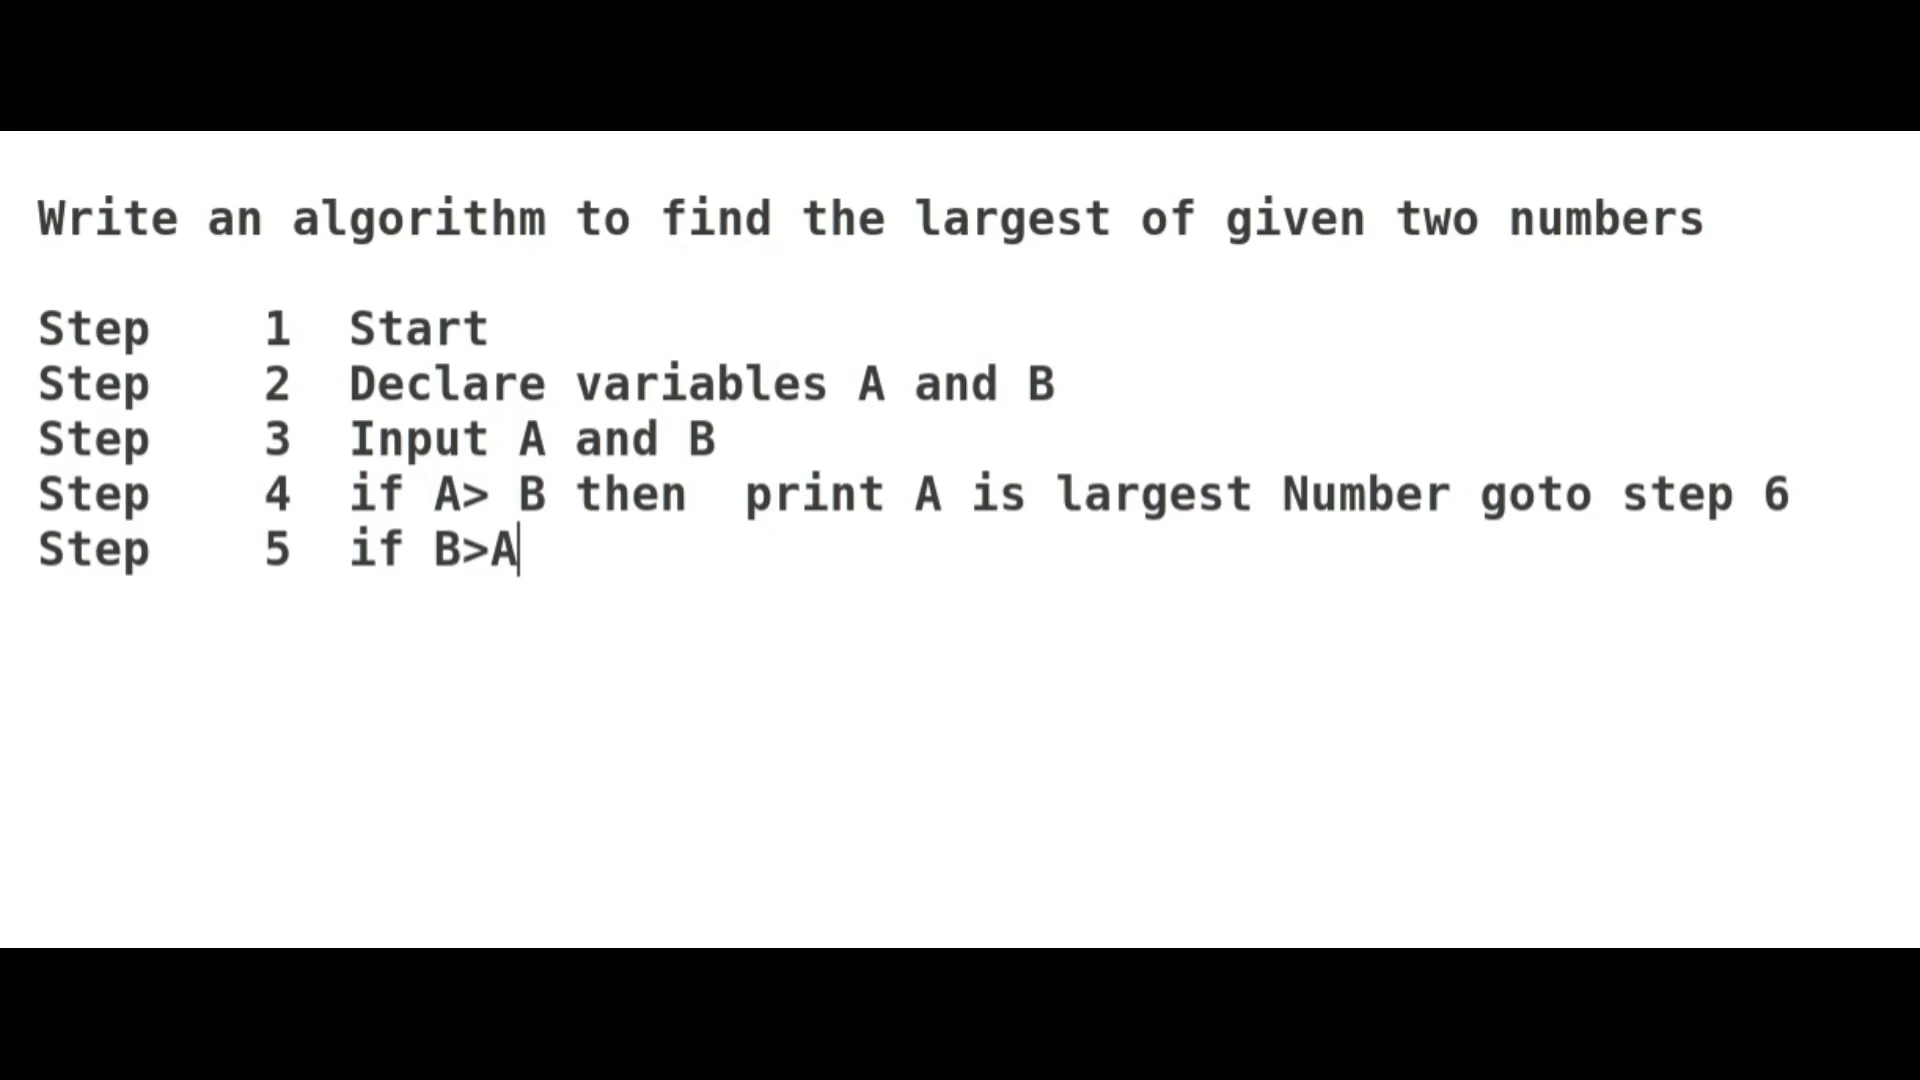 Write an algorithm to find the largest of given two numbers
Step 1 Start
Step 2 Declare variables A and B
Step 3 Input A and B
Step 4 if A> B then print A is largest Number goto step 6
Step 5 if B>A